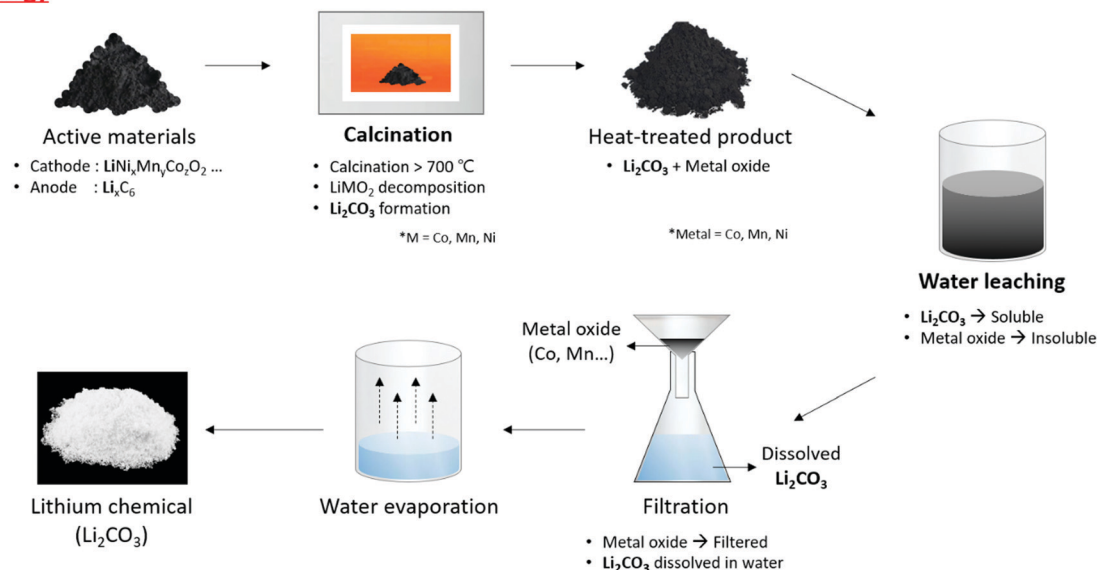 Active materials
• Cathode : LiNiₓMnᵧCo_zO₂ ...
• Anode : LiₓC₆
Calcination
• Calcination > 700 ℃
• LiMO₂ decomposition
• Li₂CO₃ formation
*M = Co, Mn, Ni
Heat-treated product
• Li₂CO₃ + Metal oxide
*Metal = Co, Mn, Ni
Water leaching
• Li₂CO₃ → Soluble
• Metal oxide → Insoluble
Metal oxide
(Co, Mn...)
Dissolved
Li₂CO₃
Filtration
• Metal oxide → Filtered
• Li₂CO₃ dissolved in water
Water evaporation
Lithium chemical
(Li₂CO₃)